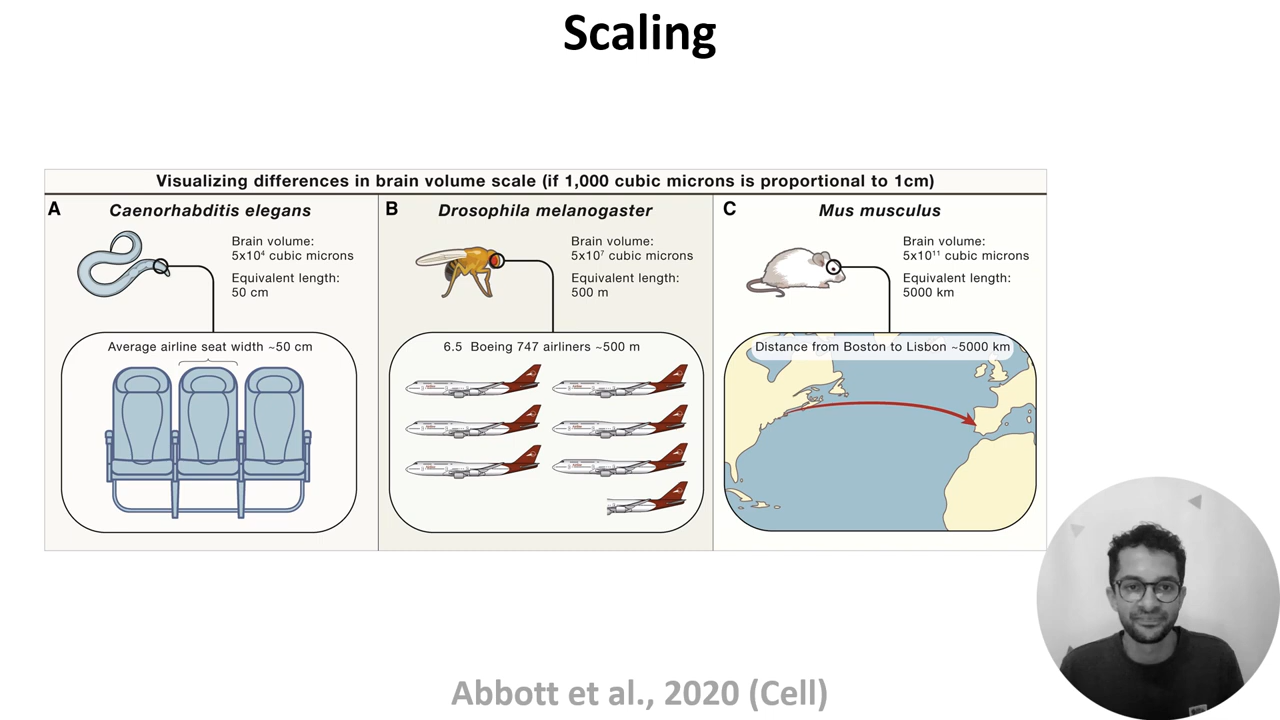 Scaling
Visualizing differences in brain volume scale (if 1,000 cubic microns is proportional to 1cm)
A
Caenorhabditis elegans
Brain volume:
5x10⁴ cubic microns
Equivalent length:
50 cm
Average airline seat width ~50 cm
B
Drosophila melanogaster
Brain volume:
5x10⁷ cubic microns
Equivalent length:
500 m
6.5 Boeing 747 airliners ~500 m
C
Mus musculus
Brain volume:
5x10¹¹ cubic microns
Equivalent length:
5000 km
Distance from Boston to Lisbon ~5000 km
Abbott et al., 2020 (Cell)